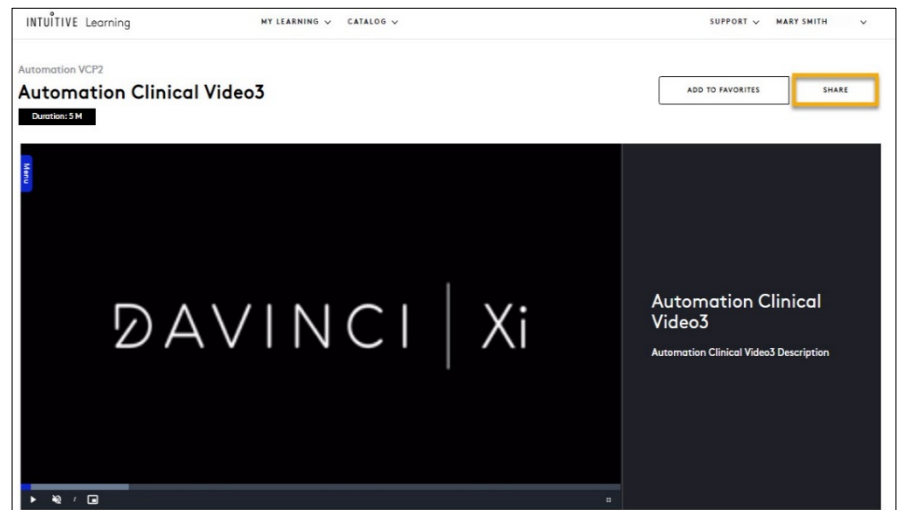 INTUITIVE Learning
MY LEARNING
CATALOG
SUPPORT
MARY SMITH
Automation VCP2
Automation Clinical Video3
Duration: 5 M
ADD TO FAVORITES
SHARE
Menu
DAVINCI | Xi
Automation Clinical
Video3
Automation Clinical Video3 Description